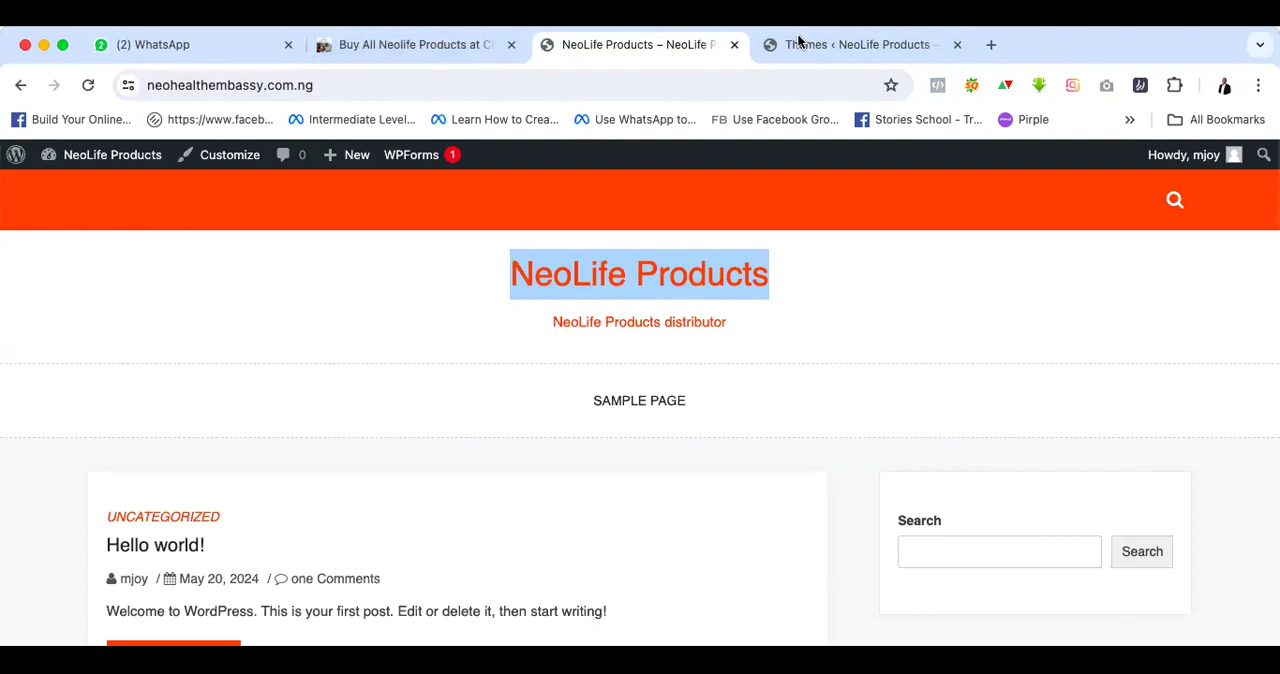 (2) WhatsApp
Buy All Neolife Products at C
NeoLife Products – NeoLife P
Themes ‹ NeoLife Products –
neohealthembassy.com.ng
Build Your Online...
https://www.faceb...
Intermediate Level...
Learn How to Crea...
Use WhatsApp to...
FB Use Facebook Gro...
Stories School - Tr...
Pirple
All Bookmarks
NeoLife Products
Customize
0
New
WPForms 1
Howdy, mjoy
NeoLife Products
NeoLife Products distributor
SAMPLE PAGE
UNCATEGORIZED
Hello world!
mjoy / May 20, 2024 / one Comments
Welcome to WordPress. This is your first post. Edit or delete it, then start writing!
Search
Search